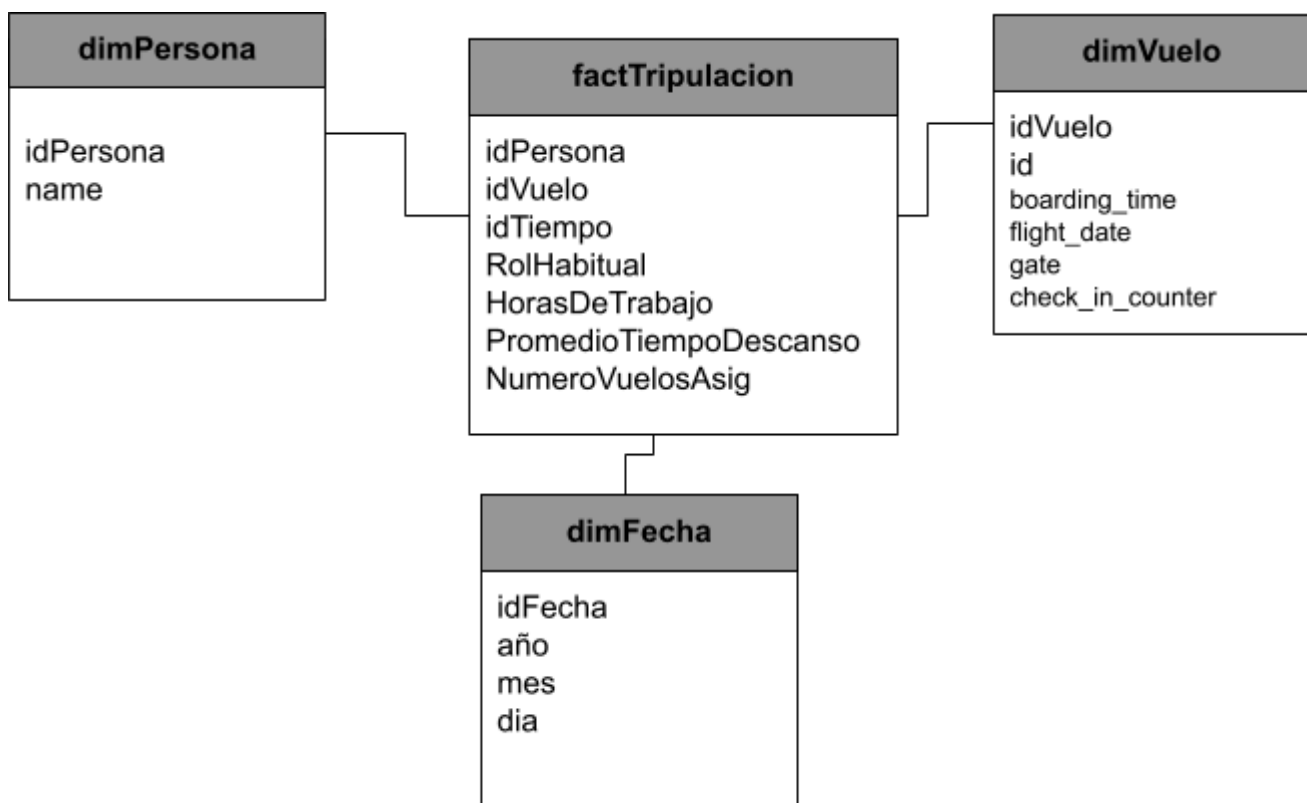 dimPersona
idPersona
name
factTripulacion
idPersona
idVuelo
idTiempo
RolHabitual
HorasDeTrabajo
PromedioTiempoDescanso
NumeroVuelosAsig
dimVuelo
idVuelo
id
boarding_time
flight_date
gate
check_in_counter
dimFecha
idFecha
año
mes
dia